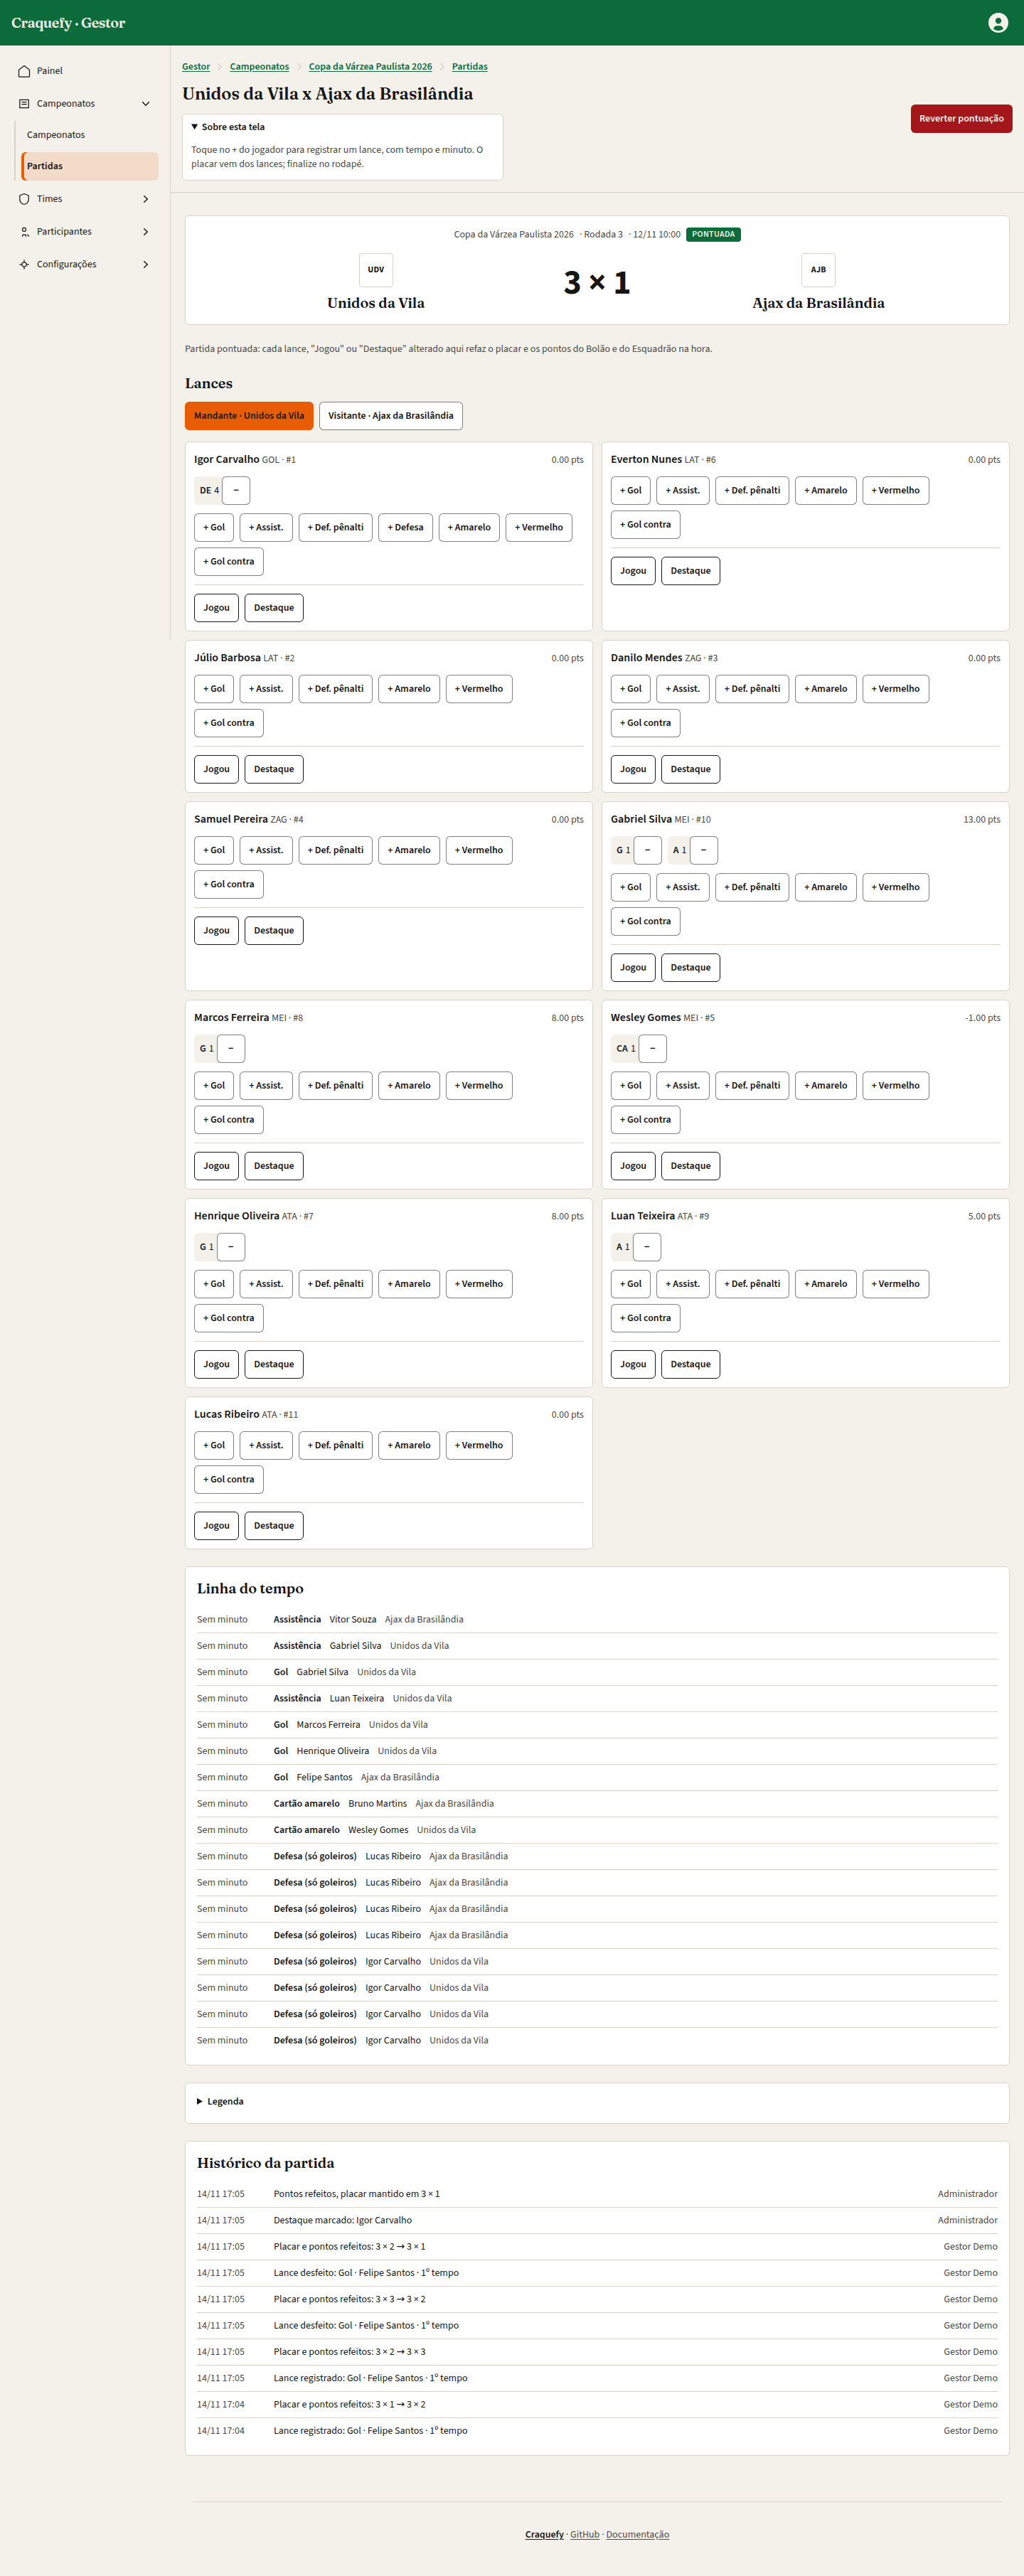 Craquefy · Gestor
Painel
Campeonatos
Campeonatos
Partidas
Times
Participantes
Configurações
Gestor > Campeonatos > Copa da Várzea Paulista 2026 > Partidas
Unidos da Vila x Ajax da Brasilândia
▼ Sobre esta tela
Toque no + do jogador para registrar um lance, com tempo e minuto. O
placar vem dos lances; finalize no rodapé.
Reverter pontuação
Copa da Várzea Paulista 2026 · Rodada 3 · 12/11 10:00 PONTUADA
UDV
Unidos da Vila
3 × 1
AJB
Ajax da Brasilândia
Partida pontuada: cada lance, "Jogou" ou "Destaque" alterado aqui refaz o placar e os pontos do Bolão e do Esquadrão na hora.
Lances
Mandante · Unidos da Vila
Visitante · Ajax da Brasilândia
Igor Carvalho GOL · #1 0.00 pts
DE 4 −
+ Gol + Assist. + Def. pênalti + Defesa + Amarelo + Vermelho
+ Gol contra
Jogou Destaque
Everton Nunes LAT · #6 0.00 pts
+ Gol + Assist. + Def. pênalti + Amarelo + Vermelho
+ Gol contra
Jogou Destaque
Júlio Barbosa LAT · #2 0.00 pts
+ Gol + Assist. + Def. pênalti + Amarelo + Vermelho
+ Gol contra
Jogou Destaque
Danilo Mendes ZAG · #3 0.00 pts
+ Gol + Assist. + Def. pênalti + Amarelo + Vermelho
+ Gol contra
Jogou Destaque
Samuel Pereira ZAG · #4 0.00 pts
+ Gol + Assist. + Def. pênalti + Amarelo + Vermelho
+ Gol contra
Jogou Destaque
Gabriel Silva MEI · #10 13.00 pts
G 1 − A 1 −
+ Gol + Assist. + Def. pênalti + Amarelo + Vermelho
+ Gol contra
Jogou Destaque
Marcos Ferreira MEI · #8 8.00 pts
G 1 −
+ Gol + Assist. + Def. pênalti + Amarelo + Vermelho
+ Gol contra
Jogou Destaque
Wesley Gomes MEI · #5 -1.00 pts
CA 1 −
+ Gol + Assist. + Def. pênalti + Amarelo + Vermelho
+ Gol contra
Jogou Destaque
Henrique Oliveira ATA · #7 8.00 pts
G 1 −
+ Gol + Assist. + Def. pênalti + Amarelo + Vermelho
+ Gol contra
Jogou Destaque
Luan Teixeira ATA · #9 5.00 pts
A 1 −
+ Gol + Assist. + Def. pênalti + Amarelo + Vermelho
+ Gol contra
Jogou Destaque
Lucas Ribeiro ATA · #11 0.00 pts
+ Gol + Assist. + Def. pênalti + Amarelo + Vermelho
+ Gol contra
Jogou Destaque
Linha do tempo
Sem minuto Assistência Vitor Souza Ajax da Brasilândia
Sem minuto Assistência Gabriel Silva Unidos da Vila
Sem minuto Gol Gabriel Silva Unidos da Vila
Sem minuto Assistência Luan Teixeira Unidos da Vila
Sem minuto Gol Marcos Ferreira Unidos da Vila
Sem minuto Gol Henrique Oliveira Unidos da Vila
Sem minuto Gol Felipe Santos Ajax da Brasilândia
Sem minuto Cartão amarelo Bruno Martins Ajax da Brasilândia
Sem minuto Cartão amarelo Wesley Gomes Unidos da Vila
Sem minuto Defesa (só goleiros) Lucas Ribeiro Ajax da Brasilândia
Sem minuto Defesa (só goleiros) Lucas Ribeiro Ajax da Brasilândia
Sem minuto Defesa (só goleiros) Lucas Ribeiro Ajax da Brasilândia
Sem minuto Defesa (só goleiros) Lucas Ribeiro Ajax da Brasilândia
Sem minuto Defesa (só goleiros) Igor Carvalho Unidos da Vila
Sem minuto Defesa (só goleiros) Igor Carvalho Unidos da Vila
Sem minuto Defesa (só goleiros) Igor Carvalho Unidos da Vila
Sem minuto Defesa (só goleiros) Igor Carvalho Unidos da Vila
▶ Legenda
Histórico da partida
14/11 17:05 Pontos refeitos, placar mantido em 3 × 1 Administrador
14/11 17:05 Destaque marcado: Igor Carvalho Administrador
14/11 17:05 Placar e pontos refeitos: 3 × 2 → 3 × 1 Gestor Demo
14/11 17:05 Lance desfeito: Gol · Felipe Santos · 1º tempo Gestor Demo
14/11 17:05 Placar e pontos refeitos: 3 × 3 → 3 × 2 Gestor Demo
14/11 17:05 Lance desfeito: Gol · Felipe Santos · 1º tempo Gestor Demo
14/11 17:05 Placar e pontos refeitos: 3 × 2 → 3 × 3 Gestor Demo
14/11 17:05 Lance registrado: Gol · Felipe Santos · 1º tempo Gestor Demo
14/11 17:04 Placar e pontos refeitos: 3 × 1 → 3 × 2 Gestor Demo
14/11 17:04 Lance registrado: Gol · Felipe Santos · 1º tempo Gestor Demo
Craquefy · GitHub · Documentação